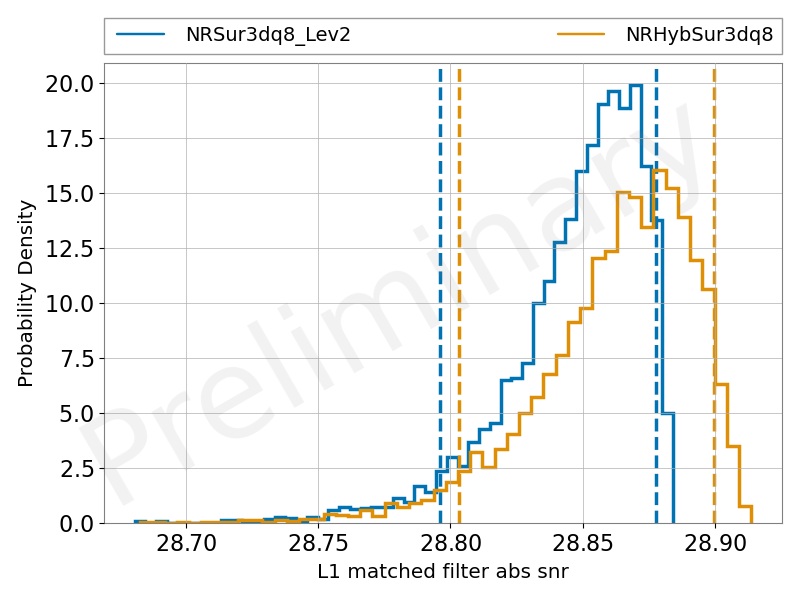 NRSur3dq8_Lev2 NRHybSur3dq8
20.0
17.5
15.0
12.5
10.0
7.5
5.0
2.5
0.0
Probability Density
Preliminary
28.70 28.75 28.80 28.85 28.90
L1 matched filter abs snr